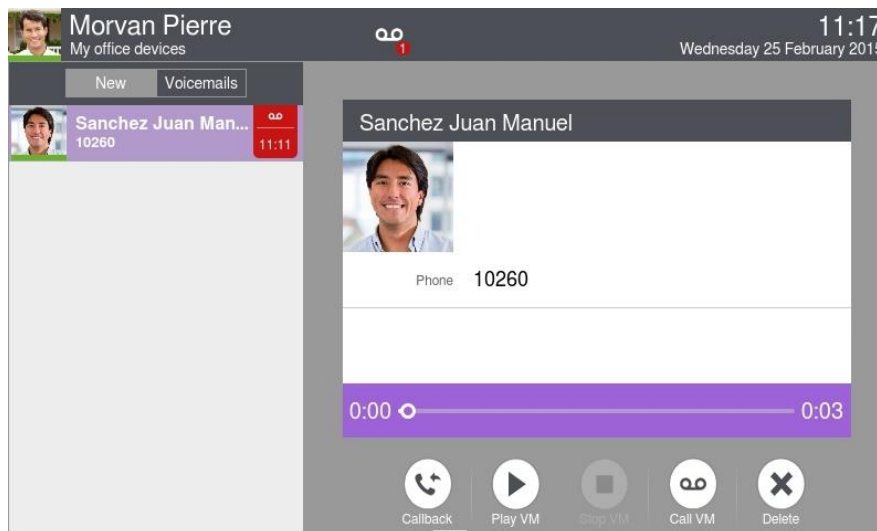 Morvan Pierre
My office devices
1
11:17
Wednesday 25 February 2015
New
Voicemails
Sanchez Juan Man...
10260
11:11
Sanchez Juan Manuel
Phone 10260
0:00
0:03
Callback
Play VM
Stop VM
Call VM
Delete